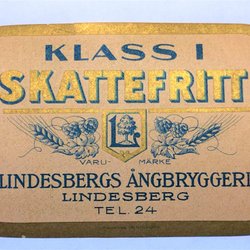 KLASS I
SKATTEFRITT
L
VARU- MÄRKE
LINDESBERGS ÅNGBRYGGERI
LINDESBERG
TEL. 24